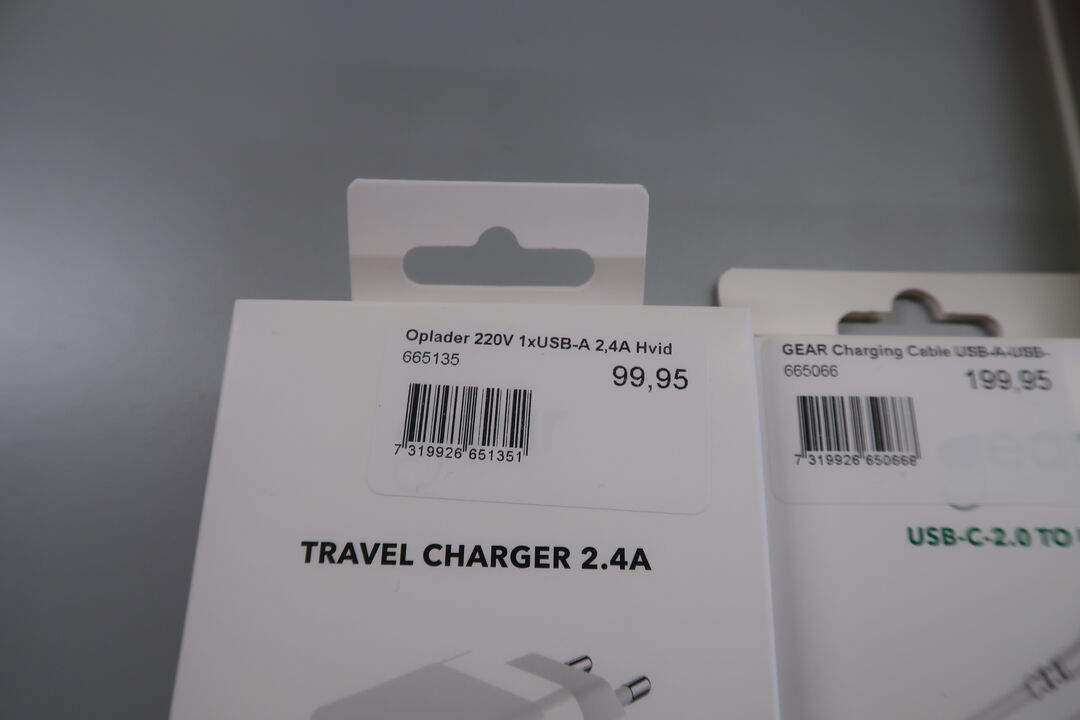 Oplader 220V 1xUSB-A 2,4A Hvid
665135
99,95
7 319926 651351
TRAVEL CHARGER 2.4A
GEAR Charging Cable USB-A-USB-
665066
199,95
7 319926 650668
gear
USB-C-2.0 TO